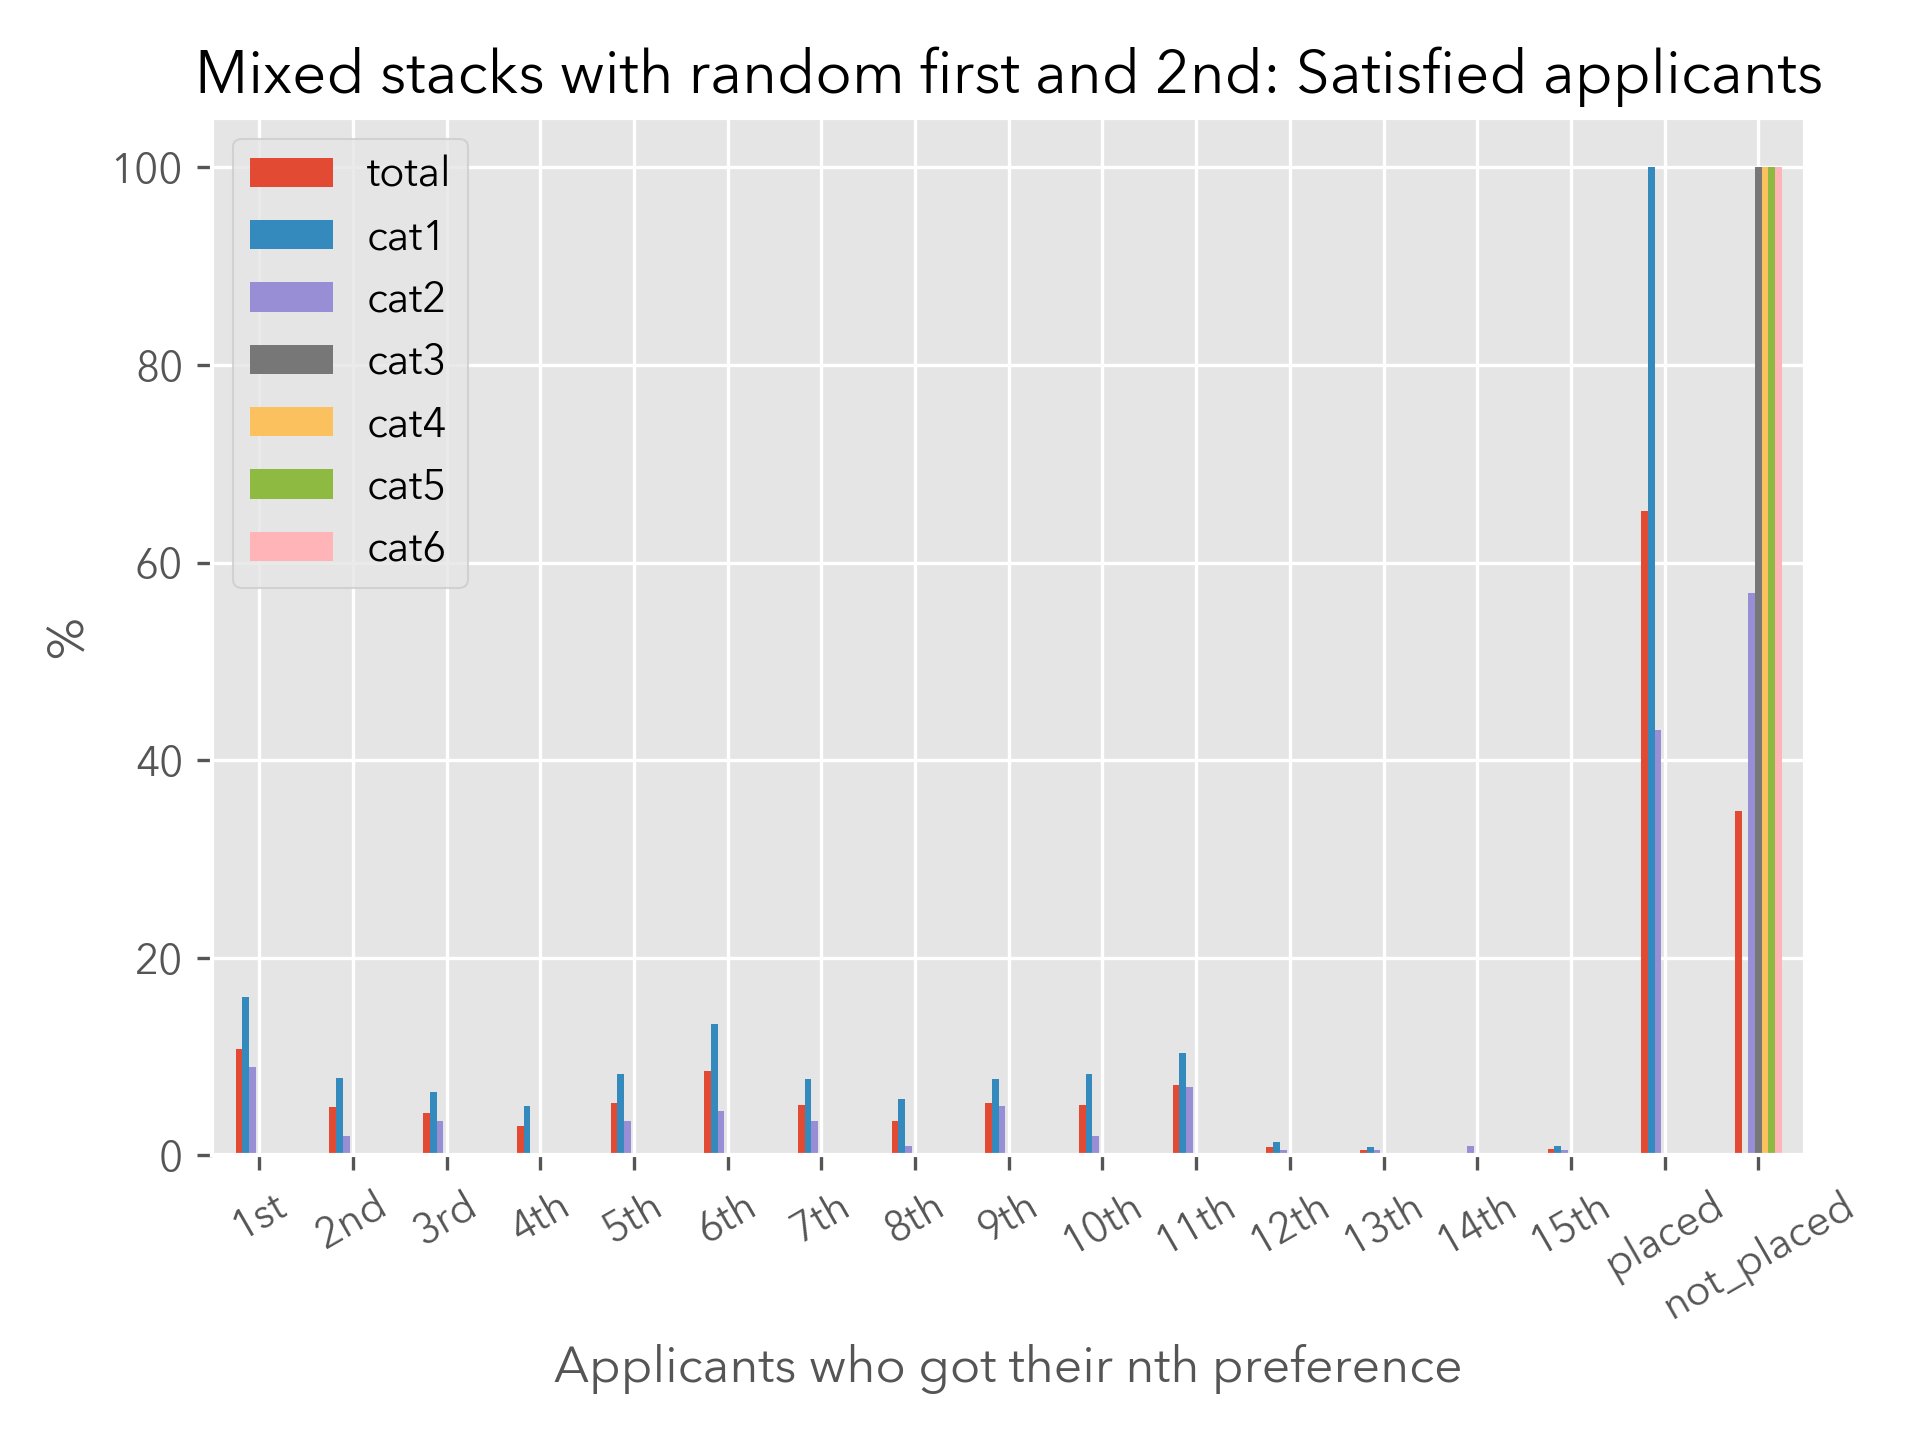 Mixed stacks with random first and 2nd: Satisfied applicants
total
cat1
cat2
cat3
cat4
cat5
cat6
100
80
60
40
20
0
%
1st 2nd 3rd 4th 5th 6th 7th 8th 9th 10th 11th 12th 13th 14th 15th placed not_placed
Applicants who got their nth preference